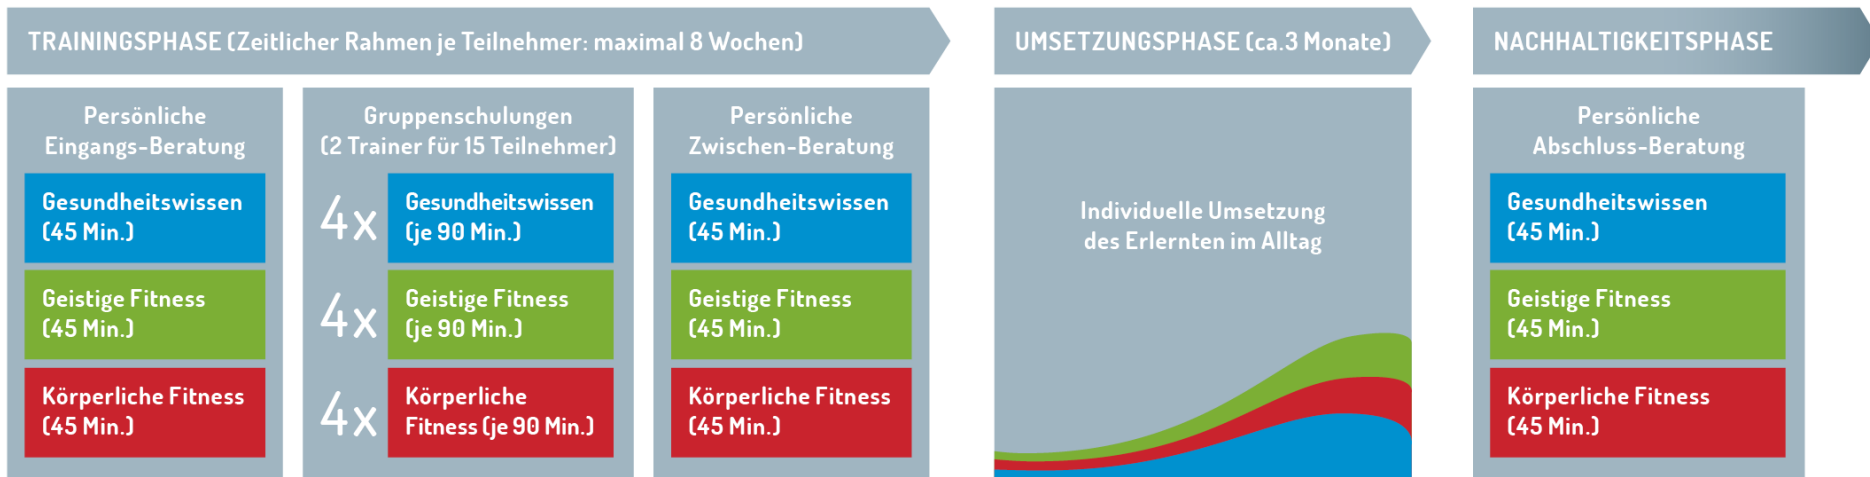 TRAININGSPHASE (Zeitlicher Rahmen je Teilnehmer: maximal 8 Wochen)
Persönliche
Eingangs-Beratung
Gesundheitswissen
(45 Min.)
Geistige Fitness
(45 Min.)
Körperliche Fitness
(45 Min.)
Gruppenschulungen
(2 Trainer für 15 Teilnehmer)
4x
Gesundheitswissen
(je 90 Min.)
4x
Geistige Fitness
(je 90 Min.)
4x
Körperliche
Fitness (je 90 Min.)
Persönliche
Zwischen-Beratung
Gesundheitswissen
(45 Min.)
Geistige Fitness
(45 Min.)
Körperliche Fitness
(45 Min.)
UMSETZUNGSPHASE (ca.3 Monate)
Individuelle Umsetzung
des Erlernten im Alltag
NACHHALTIGKEITSPHASE
Persönliche
Abschluss-Beratung
Gesundheitswissen
(45 Min.)
Geistige Fitness
(45 Min.)
Körperliche Fitness
(45 Min.)